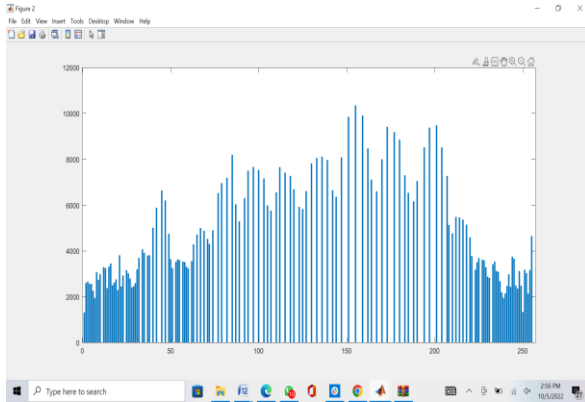 Figure 2
File Edit View Insert Tools Desktop Window Help
12000
10000
8000
6000
4000
2000
0
0 50 100 150 200 250
Type here to search
2:56 PM
10/5/2022